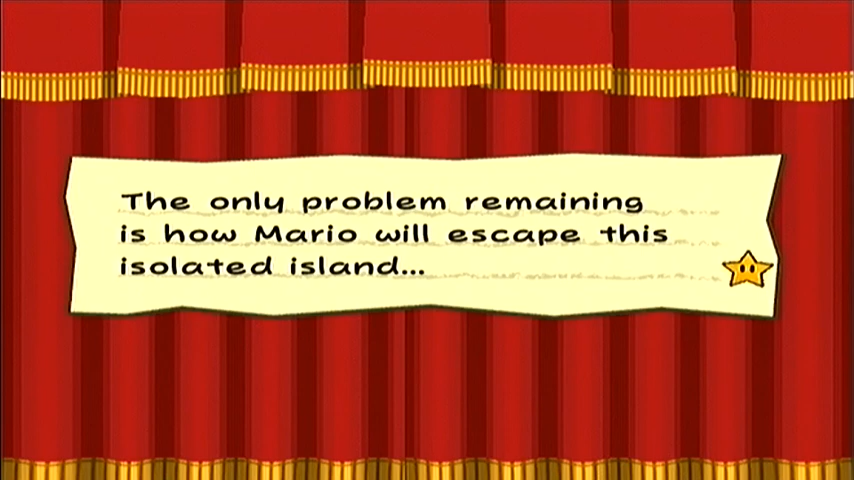 The only problem remaining
is how Mario will escape this
isolated island...